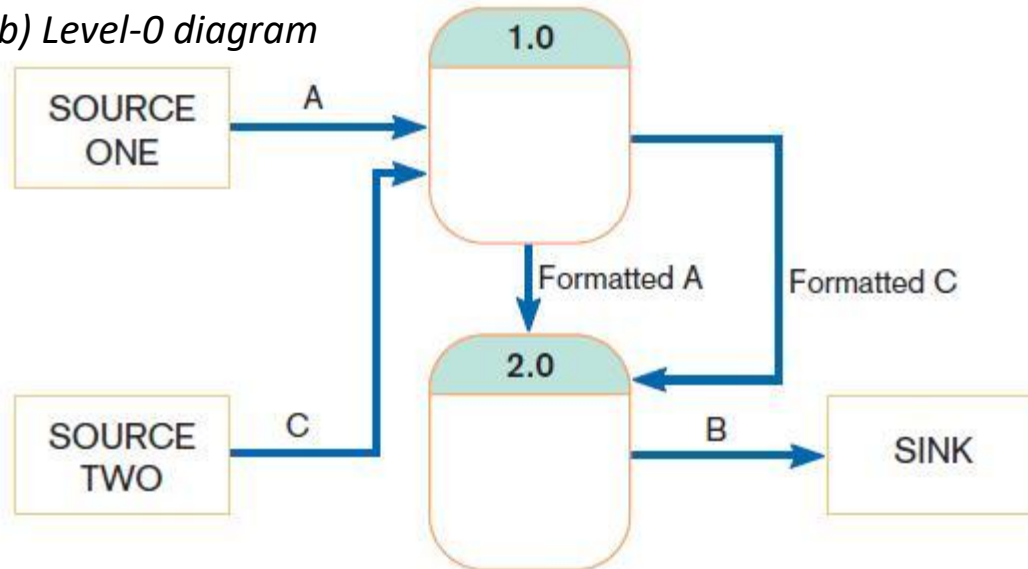 b) Level-0 diagram
1.0
SOURCE
ONE
A
Formatted A
Formatted C
2.0
SOURCE
TWO
C
B
SINK